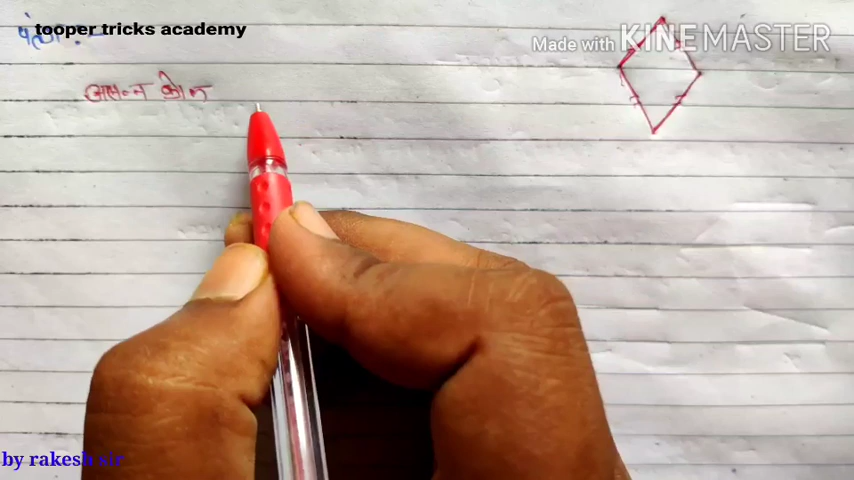 tooper tricks academy
Made with KINEMASTER
आसन्न कोन
by rakesh sir